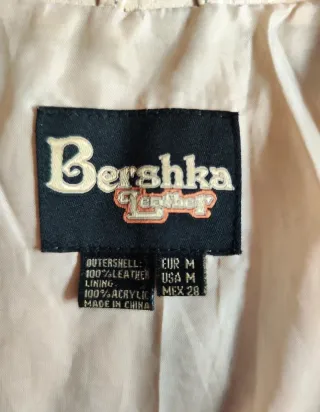 Bershka
Leather
OUTERSHELL:
100%LEATHER
LINING:
100%ACRYLIC
MADE IN CHINA
EUR M
USA M
MEX 28